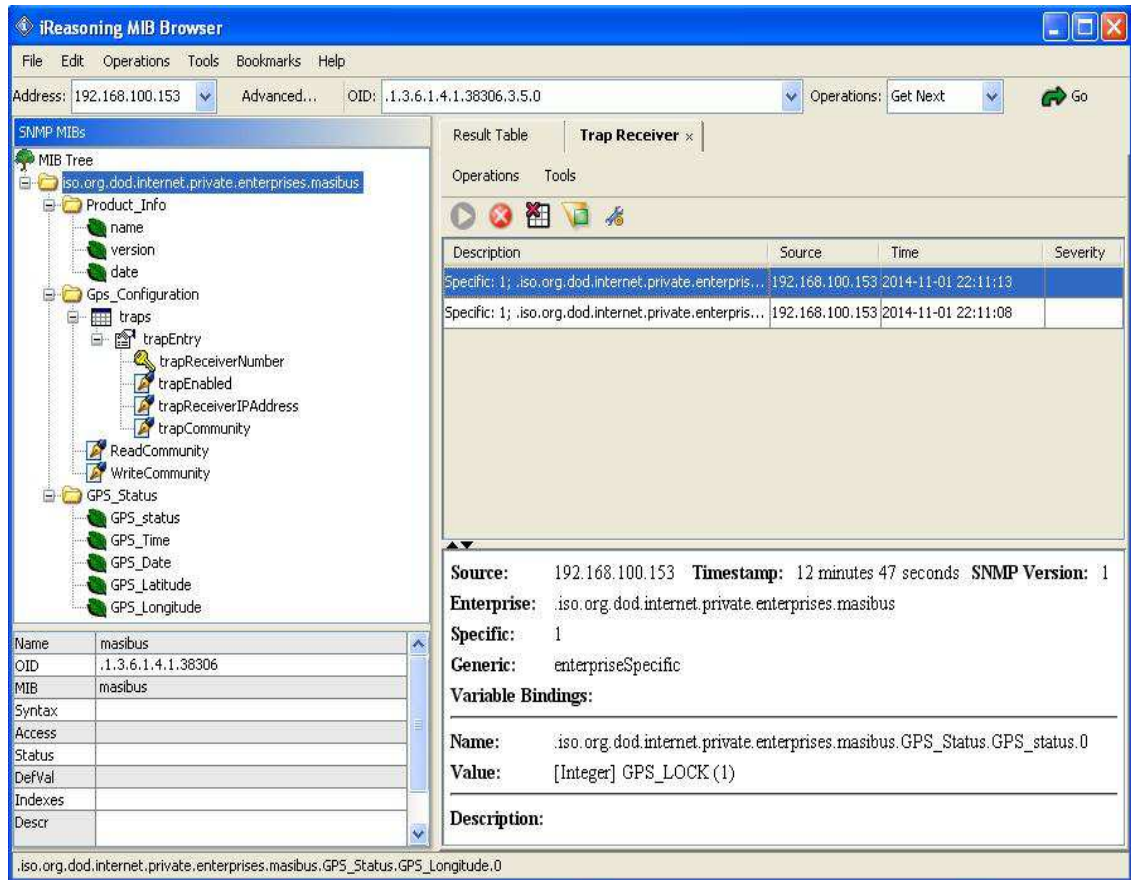 iReasoning MIB Browser
File Edit Operations Tools Bookmarks Help
Address: 192.168.100.153 Advanced... OID: .1.3.6.1.4.1.38306.3.5.0 Operations: Get Next Go
SNMP MIBs
MIB Tree
iso.org.dod.internet.private.enterprises.masibus
Product_Info
name
version
date
Gps_Configuration
traps
trapEntry
trapReceiverNumber
trapEnabled
trapReceiverIPAddress
trapCommunity
ReadCommunity
WriteCommunity
GPS_Status
GPS_status
GPS_Time
GPS_Date
GPS_Latitude
GPS_Longitude
Name masibus
OID .1.3.6.1.4.1.38306
MIB masibus
Syntax
Access
Status
DefVal
Indexes
Descr
Result Table Trap Receiver ×
Operations Tools
Description Source Time Severity
Specific: 1; .iso.org.dod.internet.private.enterpris... 192.168.100.153 2014-11-01 22:11:13
Specific: 1; .iso.org.dod.internet.private.enterpris... 192.168.100.153 2014-11-01 22:11:08
Source: 192.168.100.153 Timestamp: 12 minutes 47 seconds SNMP Version: 1
Enterprise: .iso.org.dod.internet.private.enterprises.masibus
Specific: 1
Generic: enterpriseSpecific
Variable Bindings:
Name: .iso.org.dod.internet.private.enterprises.masibus.GPS_Status.GPS_status.0
Value: [Integer] GPS_LOCK (1)
Description:
.iso.org.dod.internet.private.enterprises.masibus.GPS_Status.GPS_Longitude.0